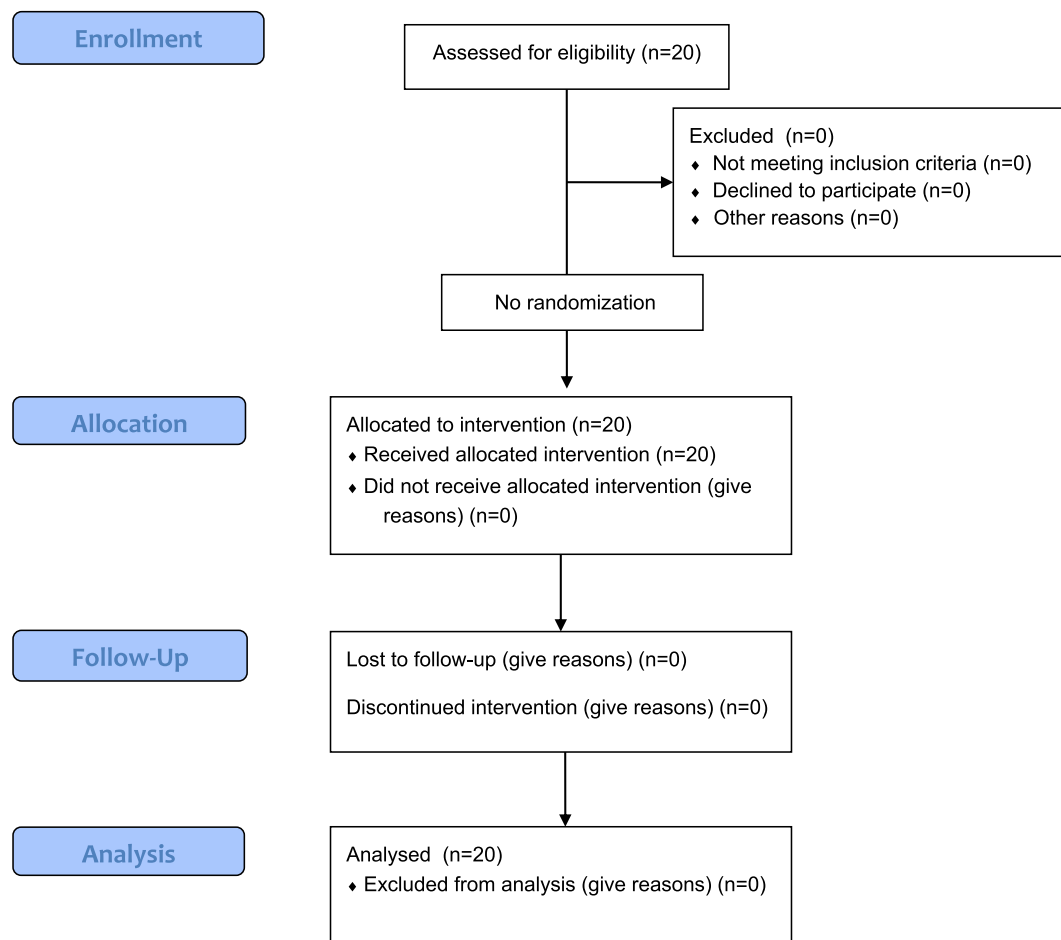 Enrollment
Assessed for eligibility (n=20)
Excluded (n=0)
♦ Not meeting inclusion criteria (n=0)
♦ Declined to participate (n=0)
♦ Other reasons (n=0)
No randomization
Allocation
Allocated to intervention (n=20)
♦ Received allocated intervention (n=20)
♦ Did not receive allocated intervention (give
reasons) (n=0)
Follow-Up
Lost to follow-up (give reasons) (n=0)
Discontinued intervention (give reasons) (n=0)
Analysis
Analysed (n=20)
♦ Excluded from analysis (give reasons) (n=0)